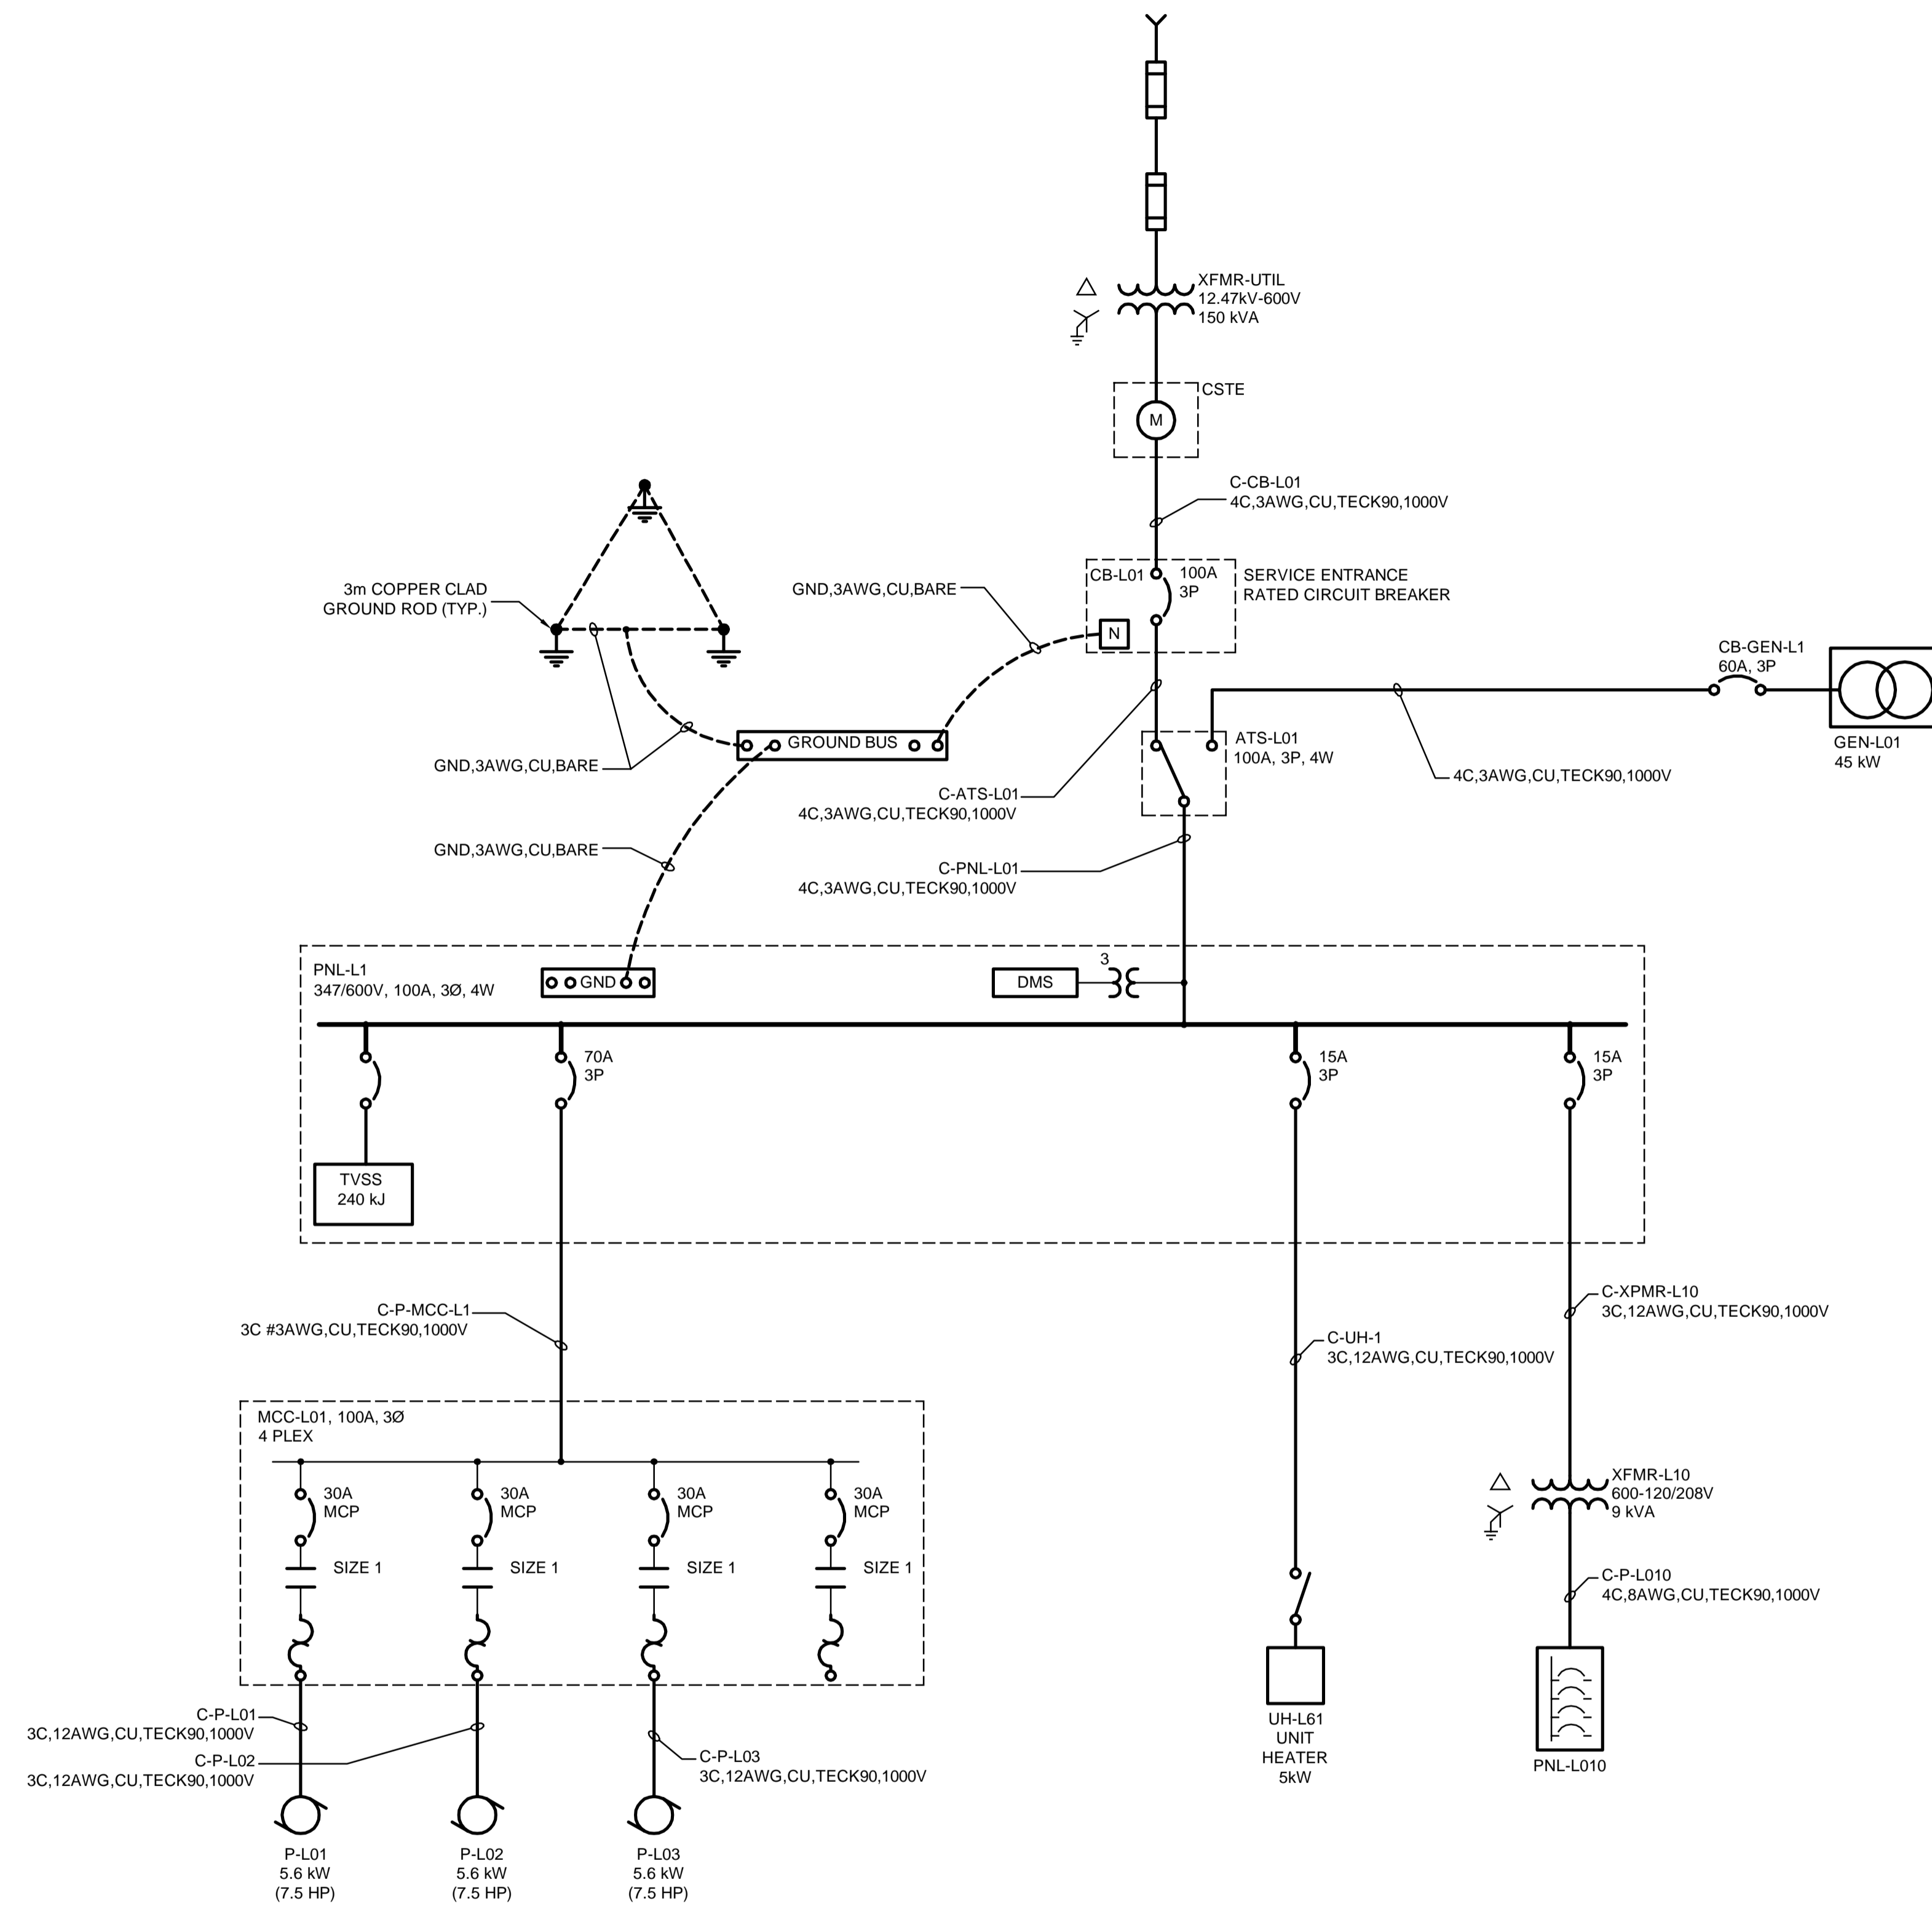 XFMR-UTIL
12.47kV-600V
150 kVA
CSTE
M
C-CB-L01
4C,3AWG,CU,TECK90,1000V
3m COPPER CLAD
GROUND ROD (TYP.)
GND,3AWG,CU,BARE
CB-L01
100A
3P
N
SERVICE ENTRANCE
RATED CIRCUIT BREAKER
CB-GEN-L1
60A, 3P
GEN-L01
45 kW
GROUND BUS
ATS-L01
100A, 3P, 4W
4C,3AWG,CU,TECK90,1000V
GND,3AWG,CU,BARE
C-ATS-L01
4C,3AWG,CU,TECK90,1000V
GND,3AWG,CU,BARE
C-PNL-L01
4C,3AWG,CU,TECK90,1000V
PNL-L1
347/600V, 100A, 3Ø, 4W
GND
DMS
3
70A
3P
15A
3P
15A
3P
TVSS
240 kJ
C-P-MCC-L1
3C #3AWG,CU,TECK90,1000V
C-XPMR-L10
3C,12AWG,CU,TECK90,1000V
C-UH-1
3C,12AWG,CU,TECK90,1000V
MCC-L01, 100A, 3Ø
4 PLEX
30A
MCP
30A
MCP
30A
MCP
30A
MCP
SIZE 1
SIZE 1
SIZE 1
SIZE 1
XFMR-L10
600-120/208V
9 kVA
C-P-L010
4C,8AWG,CU,TECK90,1000V
C-P-L01
3C,12AWG,CU,TECK90,1000V
C-P-L02
3C,12AWG,CU,TECK90,1000V
C-P-L03
3C,12AWG,CU,TECK90,1000V
UH-L61
UNIT
HEATER
5kW
PNL-L010
P-L01
5.6 kW
(7.5 HP)
P-L02
5.6 kW
(7.5 HP)
P-L03
5.6 kW
(7.5 HP)